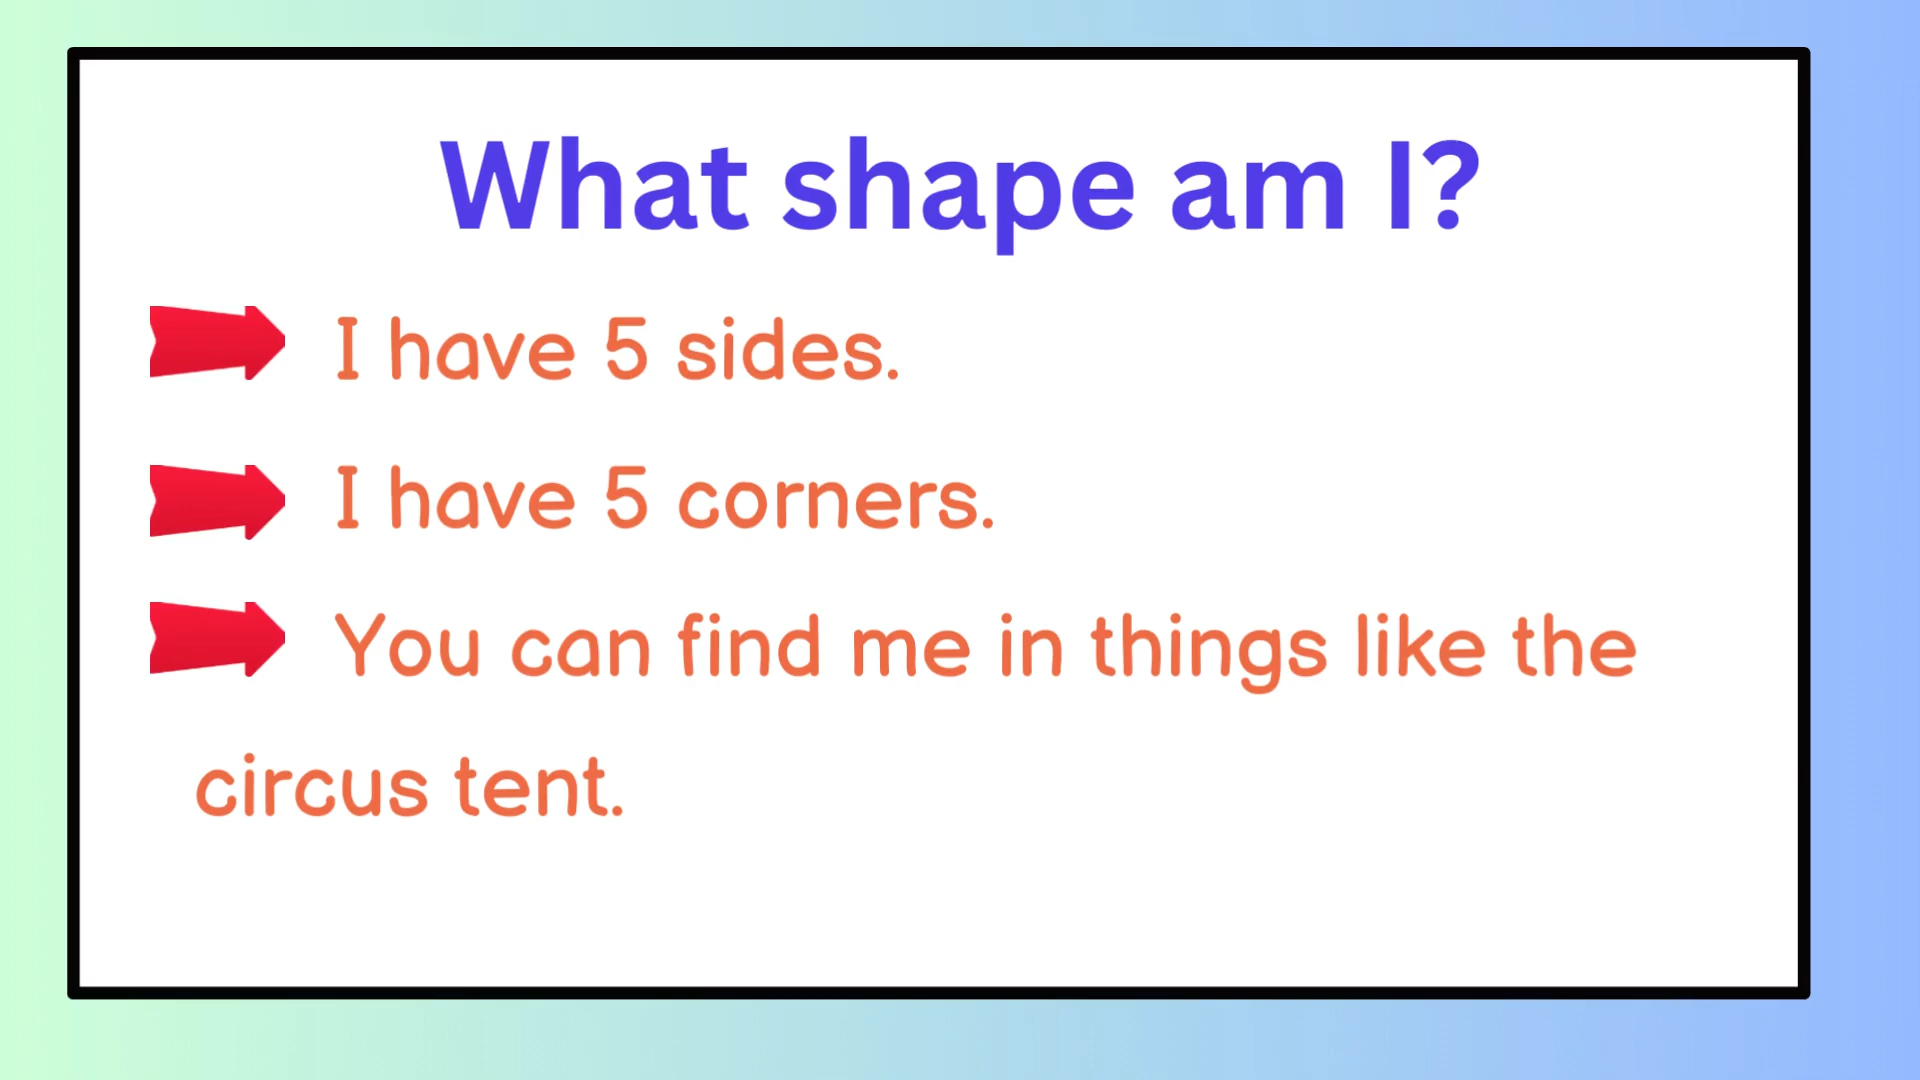 What shape am I?
I have 5 sides.
I have 5 corners.
You can find me in things like the
circus tent.